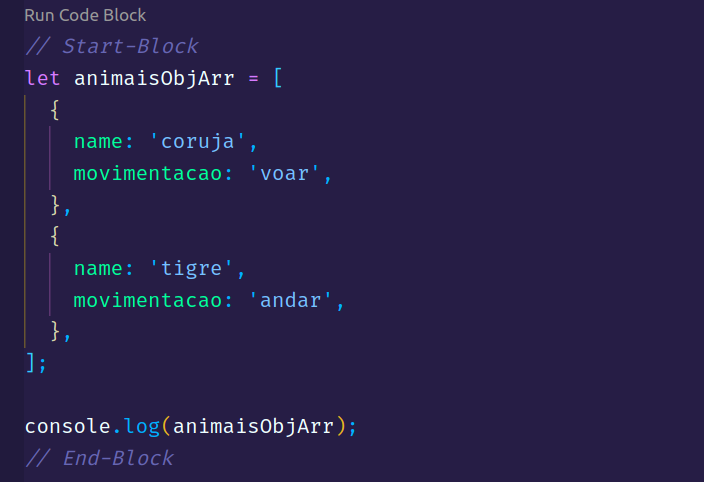 Run Code Block
// Start-Block
let animaisObjArr = [
  {
    name: 'coruja',
    movimentacao: 'voar',
  },
  {
    name: 'tigre',
    movimentacao: 'andar',
  },
];

console.log(animaisObjArr);
// End-Block